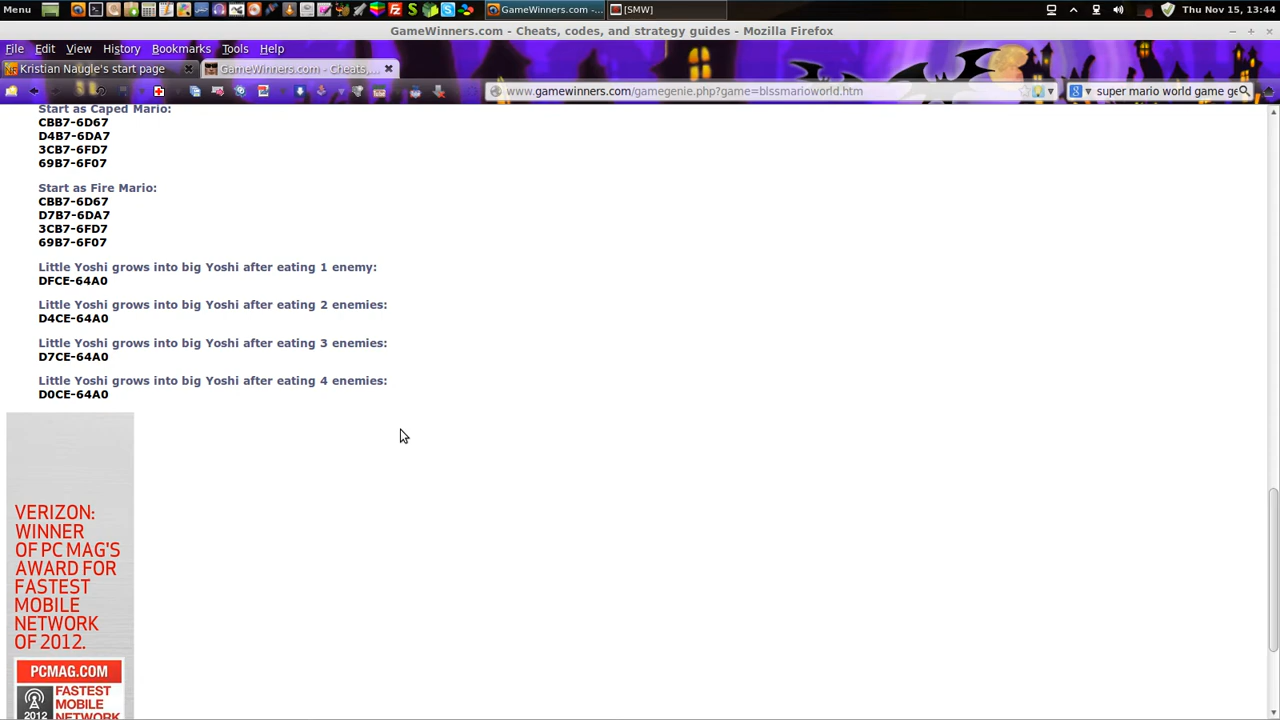 Menu
GameWinners.com -...
[SMW]
Thu Nov 15, 13:44
GameWinners.com - Cheats, codes, and strategy guides - Mozilla Firefox
File Edit View History Bookmarks Tools Help
Kristian Naugle's start page
GameWinners.com - Cheats,...
www.gamewinners.com/gamegenie.php?game=blssmarioworld.htm
super mario world game ge
Start as Caped Mario:
CBB7-6D67
D4B7-6DA7
3CB7-6FD7
69B7-6F07
Start as Fire Mario:
CBB7-6D67
D7B7-6DA7
3CB7-6FD7
69B7-6F07
Little Yoshi grows into big Yoshi after eating 1 enemy:
DFCE-64A0
Little Yoshi grows into big Yoshi after eating 2 enemies:
D4CE-64A0
Little Yoshi grows into big Yoshi after eating 3 enemies:
D7CE-64A0
Little Yoshi grows into big Yoshi after eating 4 enemies:
D0CE-64A0
VERIZON:
WINNER
OF PC MAG'S
AWARD FOR
FASTEST
MOBILE
NETWORK
OF 2012.
PCMAG.COM
FASTEST
MOBILE
NETWORK
2012